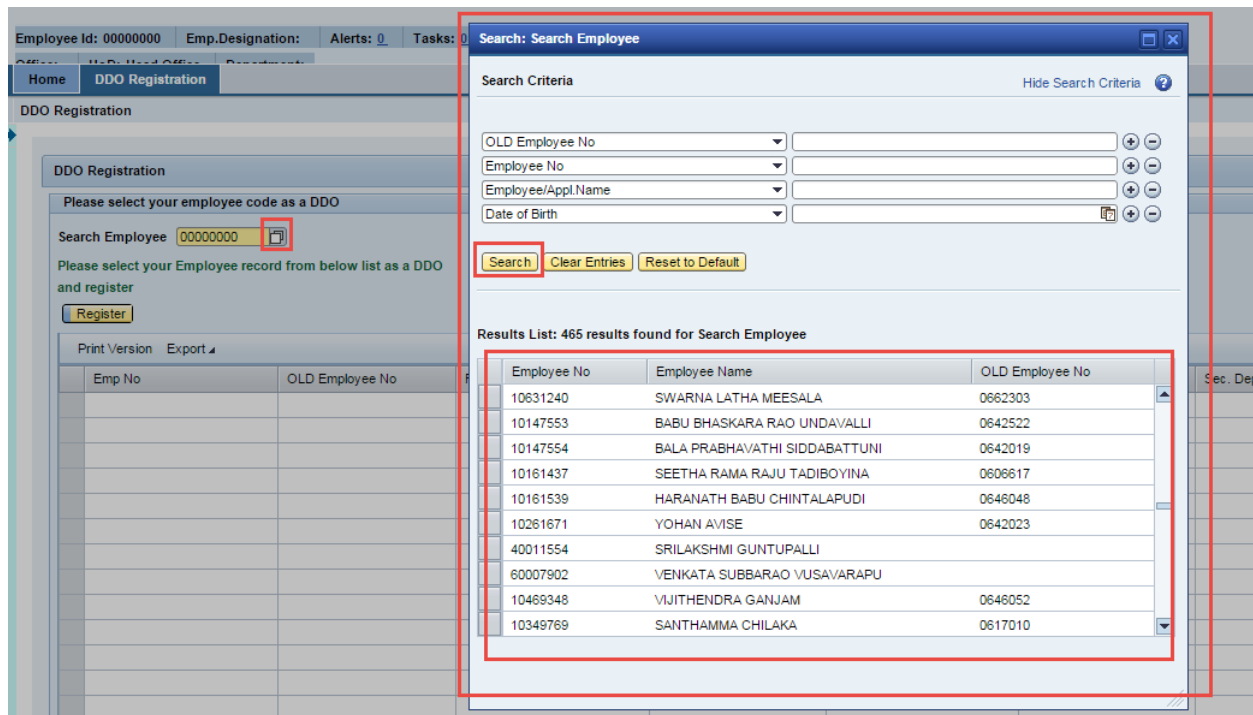 Employee Id: 00000000 Emp.Designation: Alerts: 0 Tasks: 0
Home DDO Registration
DDO Registration
DDO Registration
Please select your employee code as a DDO
Search Employee 00000000
Please select your Employee record from below list as a DDO
and register
Register
Print Version Export
Emp No OLD Employee No Sec. Dep
Search: Search Employee
Search Criteria Hide Search Criteria
OLD Employee No
Employee No
Employee/Appl.Name
Date of Birth
Search Clear Entries Reset to Default
Results List: 465 results found for Search Employee
Employee No Employee Name OLD Employee No
10631240 SWARNA LATHA MEESALA 0662303
10147553 BABU BHASKARA RAO UNDAVALLI 0642522
10147554 BALA PRABHAVATHI SIDDABATTUNI 0642019
10161437 SEETHA RAMA RAJU TADIBOYINA 0606617
10161539 HARANATH BABU CHINTALAPUDI 0646048
10261671 YOHAN AVISE 0642023
40011554 SRILAKSHMI GUNTUPALLI
60007902 VENKATA SUBBARAO VUSAVARAPU
10469348 VIJITHENDRA GANJAM 0646052
10349769 SANTHAMMA CHILAKA 0617010